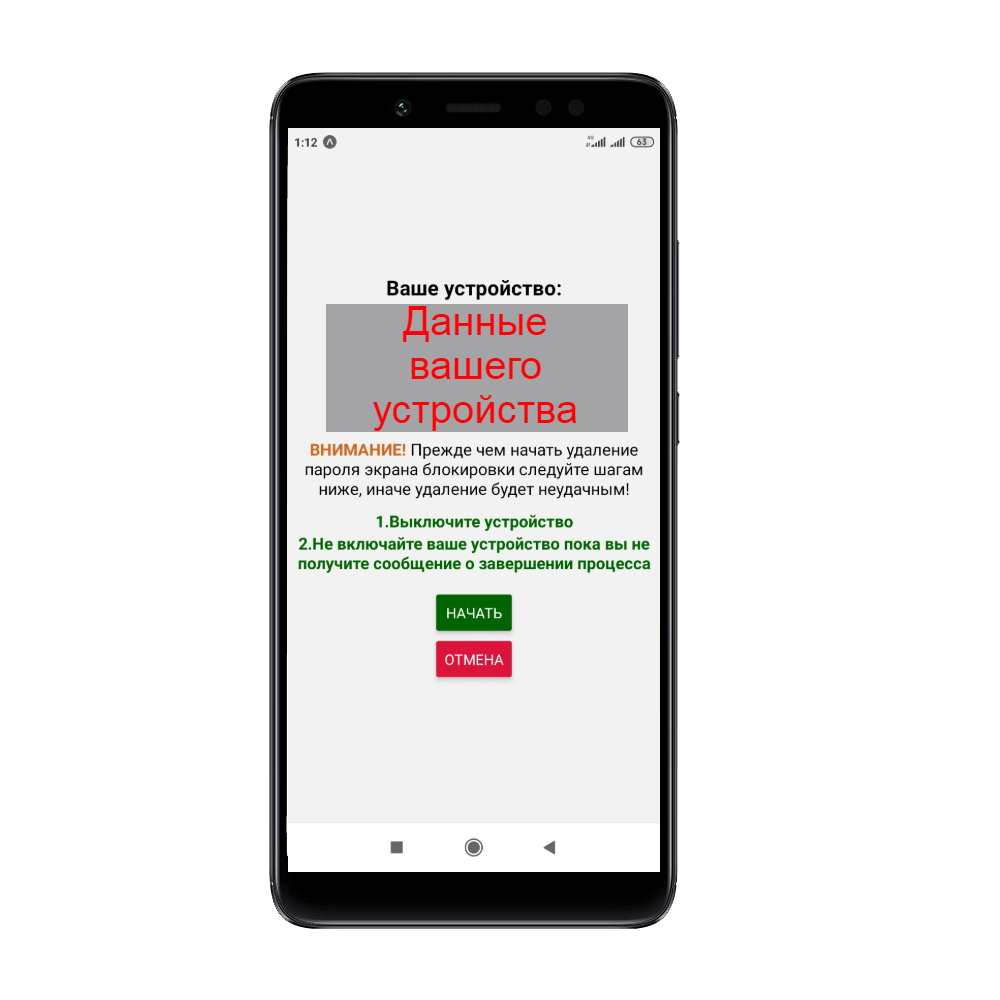 1:12
4G
63
Ваше устройство:
Данные
вашего
устройства
ВНИМАНИЕ! Прежде чем начать удаление
пароля экрана блокировки следуйте шагам
ниже, иначе удаление будет неудачным!
1.Выключите устройство
2.Не включайте ваше устройство пока вы не
получите сообщение о завершении процесса
НАЧАТЬ
ОТМЕНА